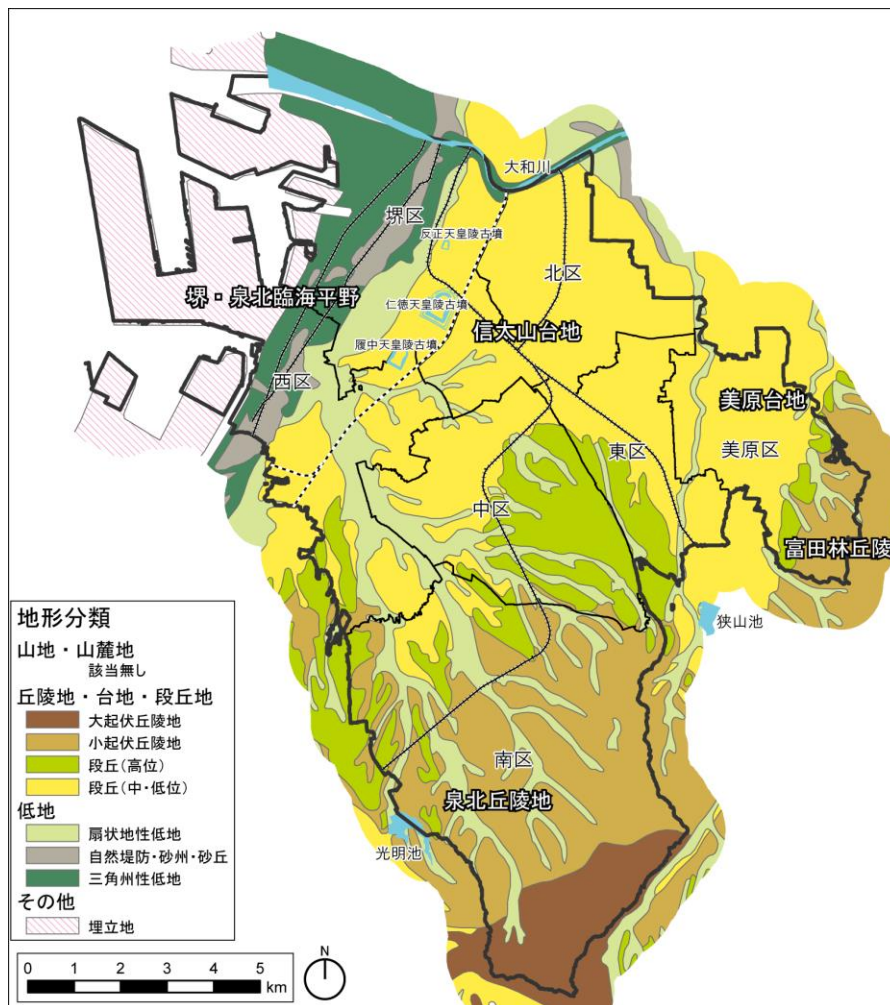 大和川
堺区
反正天皇陵古墳
北区
堺・泉北臨海平野
仁徳天皇陵古墳
信太山台地
履中天皇陵古墳
西区
美原台地
東区
美原区
中区
富田林丘陵
狭山池
南区
泉北丘陵地
光明池
地形分類
山地・山麓地
該当無し
丘陵地・台地・段丘地
大起伏丘陵地
小起伏丘陵地
段丘(高位)
段丘(中・低位)
低地
扇状地性低地
自然堤防・砂州・砂丘
三角州性低地
その他
埋立地
0 1 2 3 4 5
km
N